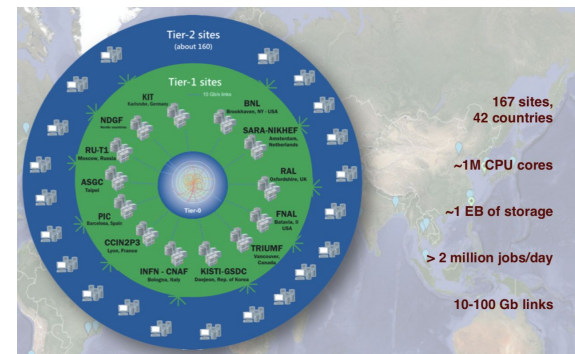 Tier-2 sites
(about 160)
Tier-1 sites
10 Gb/s links
KIT
Karlsruhe, Germany
BNL
Brookhaven, NY - USA
NDGF
Nordic countries
SARA-NIKHEF
Amsterdam,
Netherlands
RU-T1
Moscow, Russia
RAL
Oxfordshire, UK
ASGC
Taipei
Tier-0
PIC
Barcelona, Spain
FNAL
Batavia, Il
USA
CCIN2P3
Lyon, France
TRIUMF
Vancouver,
Canada
INFN - CNAF
Bologna, Italy
KISTI-GSDC
Daejeon, Rep. of Korea
167 sites,
42 countries
~1M CPU cores
~1 EB of storage
> 2 million jobs/day
10-100 Gb links